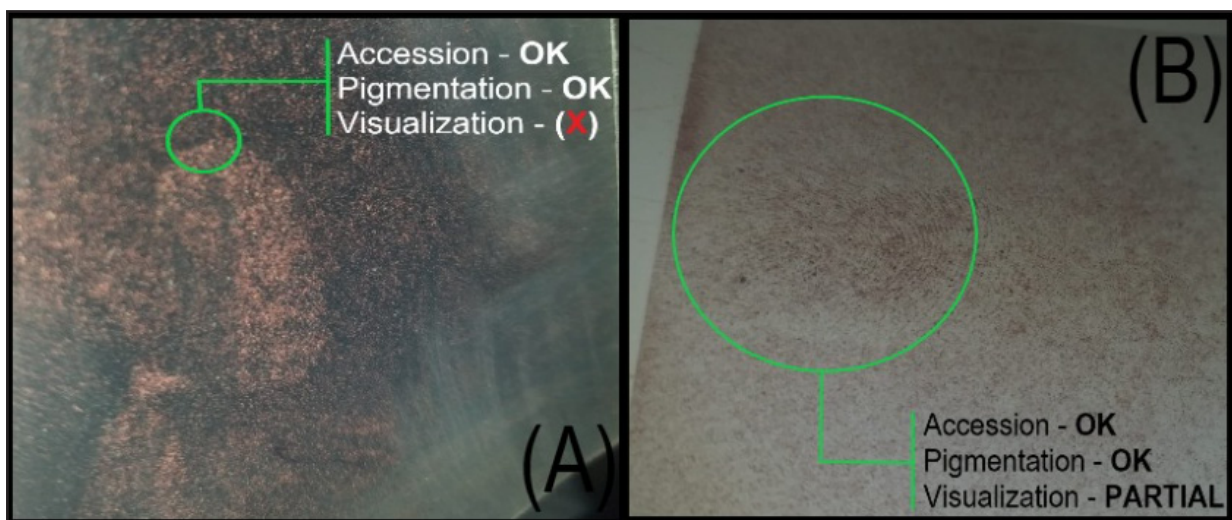 Accession - OK
Pigmentation - OK
Visualization - (X)
(A)
(B)
Accession - OK
Pigmentation - OK
Visualization - PARTIAL